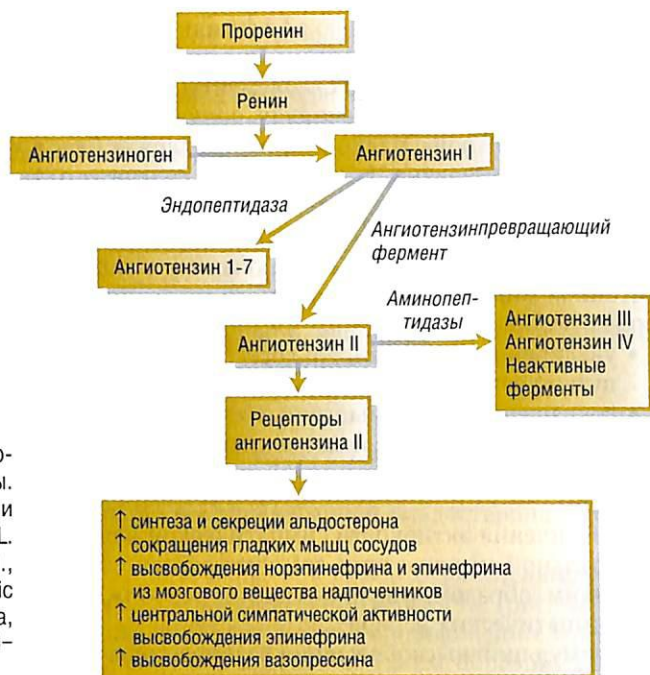 Проренин
Ренин
Ангиотензиноген
Ангиотензин I
Эндопептидаза
Ангиотензинпревращающий
фермент
Ангиотензин 1-7
Аминопеп-
тидазы
Ангиотензин II
Ангиотензин III
Ангиотензин IV
Неактивные
ферменты
Рецепторы
ангиотензина II
↑ синтеза и секреции альдостерона
↑ сокращения гладких мышц сосудов
↑ высвобождения норэпинефрина и эпинефрина
из мозгового вещества надпочечников
↑ центральной симпатической активности
высвобождения эпинефрина
↑ высвобождения вазопрессина
о-
ы.
и
L.
.,
ic
a,
–